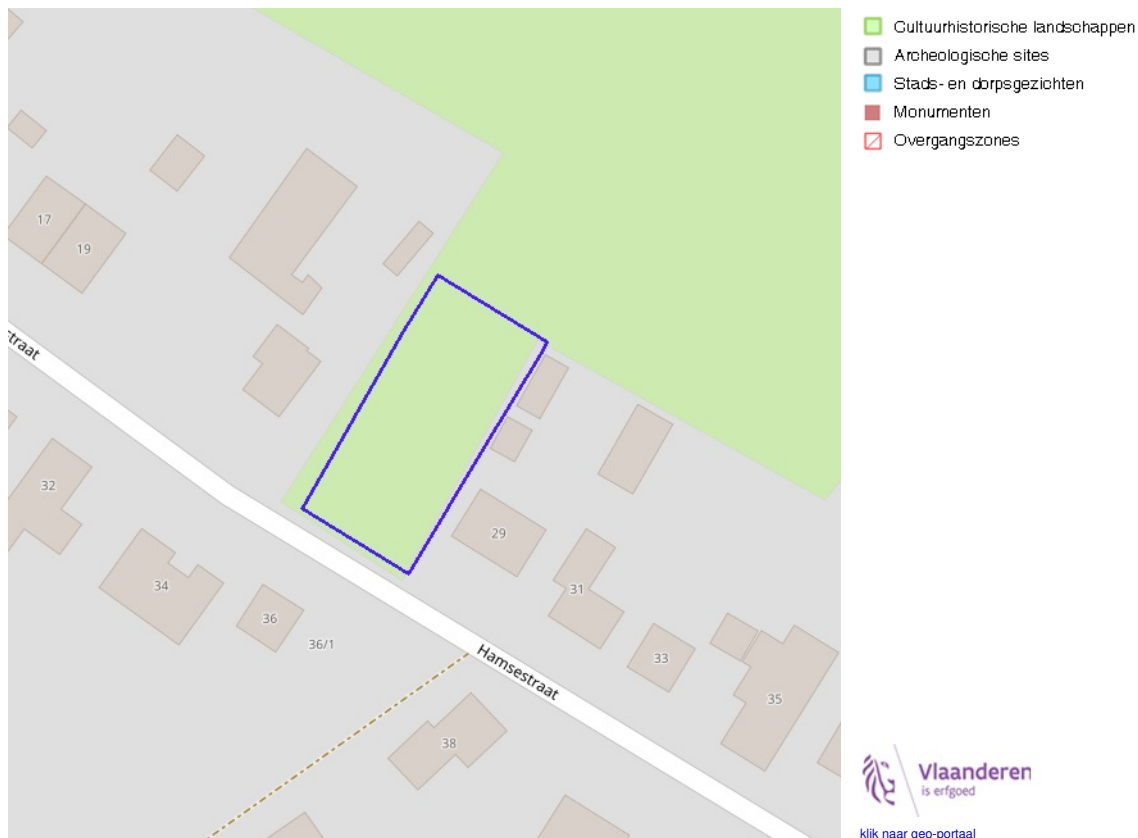 Cultuurhistorische landschappen
Archeologische sites
Stads- en dorpsgezichten
Monumenten
Overgangszones
17
19
straat
32
34
36
36/1
29
31
33
35
Hamsestraat
38
Vlaanderen
is erfgoed
klik naar geo-portaal